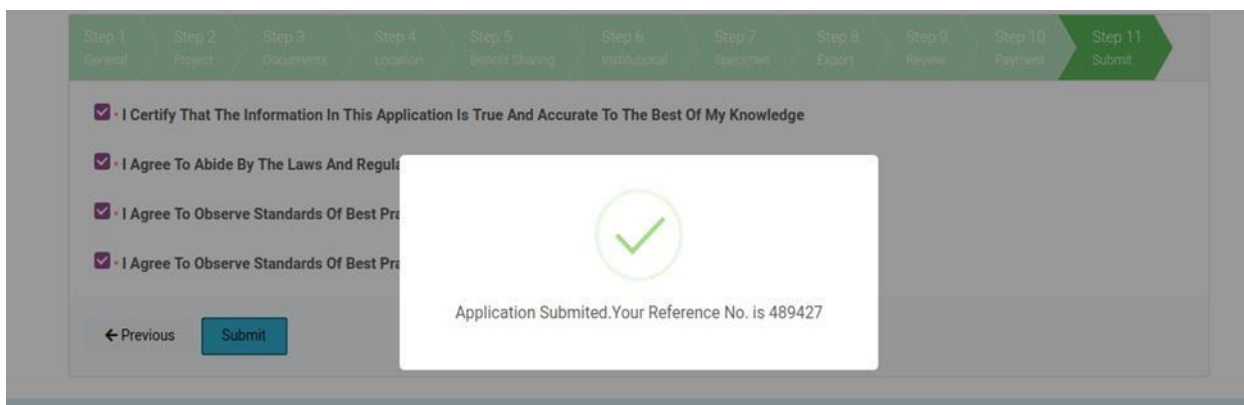 Step 1 Step 2 Step 3 Step 4 Step 5 Step 6 Step 7 Step 8 Step 9 Step 10 Step 11
General Project Documents Location Benefit Sharing Institutional Specimen Export Review Payment Submit
* I Certify That The Information In This Application Is True And Accurate To The Best Of My Knowledge
* I Agree To Abide By The Laws And Regula
* I Agree To Observe Standards Of Best Pra
* I Agree To Observe Standards Of Best Pra
Application Submited.Your Reference No. is 489427
← Previous Submit